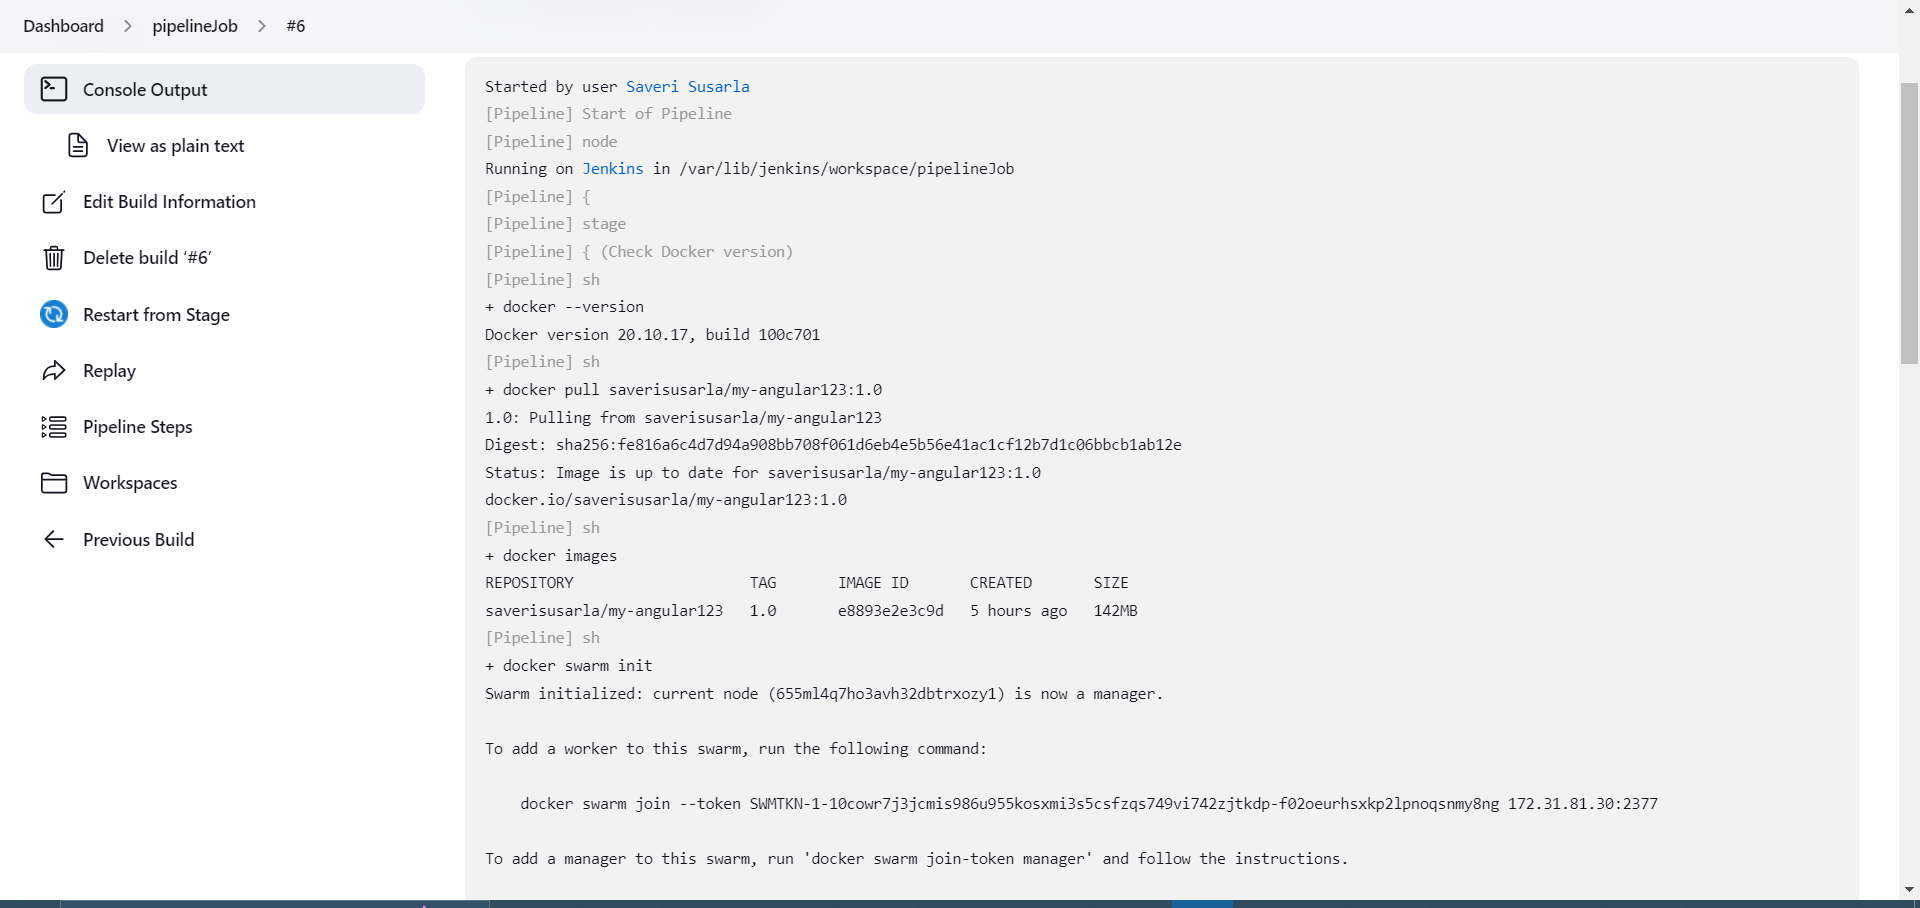 Dashboard > pipelineJob > #6
Console Output
View as plain text
Edit Build Information
Delete build ‘#6’
Restart from Stage
Replay
Pipeline Steps
Workspaces
Previous Build
Started by user Saveri Susarla
[Pipeline] Start of Pipeline
[Pipeline] node
Running on Jenkins in /var/lib/jenkins/workspace/pipelineJob
[Pipeline] {
[Pipeline] stage
[Pipeline] { (Check Docker version)
[Pipeline] sh
+ docker --version
Docker version 20.10.17, build 100c701
[Pipeline] sh
+ docker pull saverisusarla/my-angular123:1.0
1.0: Pulling from saverisusarla/my-angular123
Digest: sha256:fe816a6c4d7d94a908bb708f061d6eb4e5b56e41ac1cf12b7d1c06bbcb1ab12e
Status: Image is up to date for saverisusarla/my-angular123:1.0
docker.io/saverisusarla/my-angular123:1.0
[Pipeline] sh
+ docker images
REPOSITORY TAG IMAGE ID CREATED SIZE
saverisusarla/my-angular123 1.0 e8893e2e3c9d 5 hours ago 142MB
[Pipeline] sh
+ docker swarm init
Swarm initialized: current node (655ml4q7ho3avh32dbtrxozy1) is now a manager.
To add a worker to this swarm, run the following command:
docker swarm join --token SWMTKN-1-10cowr7j3jcmis986u955kosxmi3s5csfzqs749vi742zjtkdp-f02oeurhsxkp2lpnoqsnmy8ng 172.31.81.30:2377
To add a manager to this swarm, run 'docker swarm join-token manager' and follow the instructions.